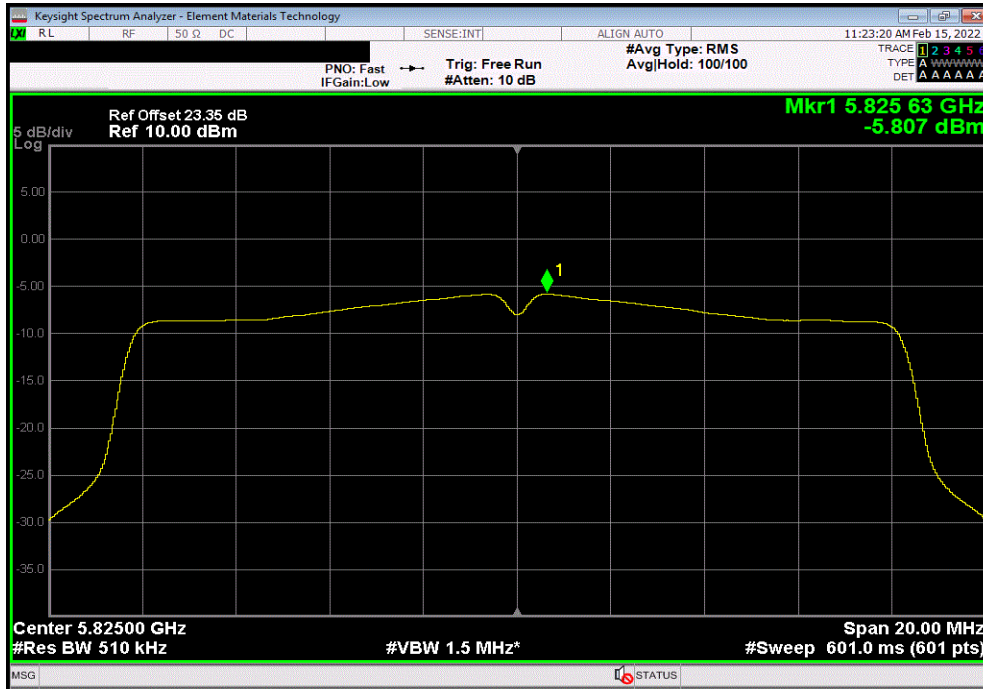 Keysight Spectrum Analyzer - Element Materials Technology
LXI RL RF 50 Ω DC SENSE:INT ALIGN AUTO 11:23:20 AM Feb 15, 2022
PNO: Fast Trig: Free Run #Avg Type: RMS TRACE 1 2 3 4 5 6
IFGain:Low #Atten: 10 dB Avg|Hold: 100/100 TYPE A WWWWW
DET A A A A A A
Mkr1 5.825 63 GHz
-5.807 dBm
Ref Offset 23.35 dB
5 dB/div Ref 10.00 dBm
Log
5.00
0.00
1
-5.00
-10.0
-15.0
-20.0
-25.0
-30.0
-35.0
Center 5.82500 GHz Span 20.00 MHz
#Res BW 510 kHz #VBW 1.5 MHz* #Sweep 601.0 ms (601 pts)
MSG STATUS